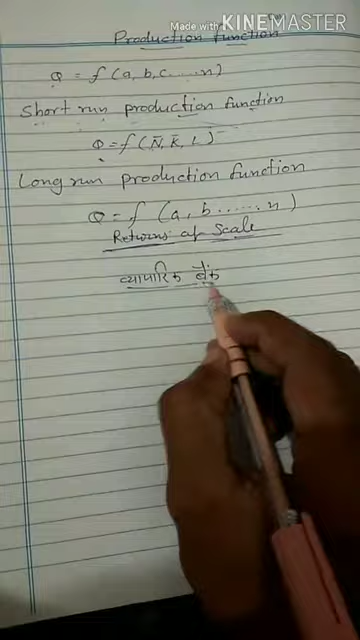 Made with KINEMASTER
Production function
Q = f (a, b, c.....n)
Short run production function
Q = f (N̄, K̄, L)
Long run production function
Q = f (a, b ...... n)
Returns of Scale
व्यापारिक बैंक